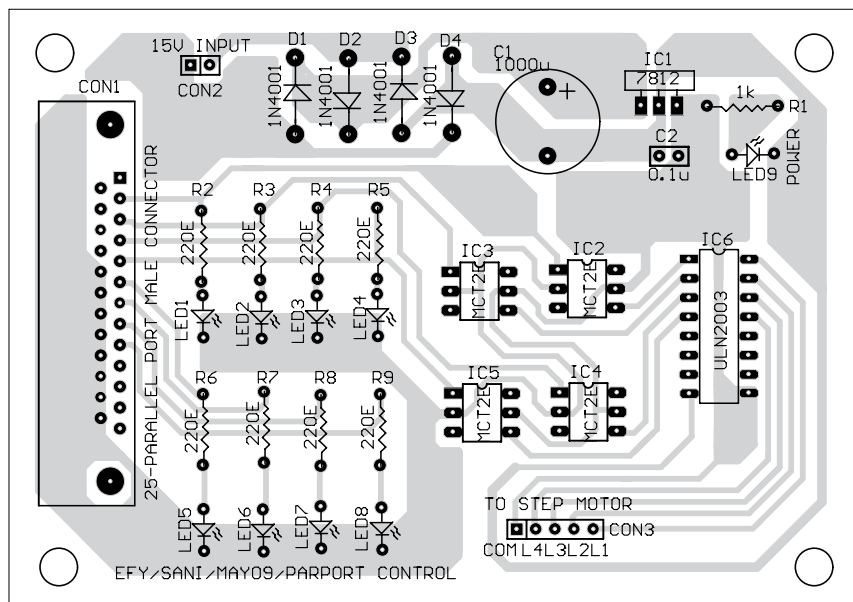 15V INPUT
CON2
D1
D2
D3
D4
1N4001
1N4001
1N4001
1N4001
C1
1000u
+
IC1
7812
1k
R1
C2
0.1u
LED9
POWER
CON1
25-PARALLEL PORT MALE CONNECTOR
R2
R3
R4
R5
220E
220E
220E
220E
LED1
LED2
LED3
LED4
IC3
MCT2E
IC2
MCT2E
IC6
ULN2003
R6
R7
R8
R9
220E
220E
220E
220E
LED5
LED6
LED7
LED8
IC5
MCT2E
IC4
MCT2E
TO STEP MOTOR
CON3
COM L4 L3 L2 L1
EFY/SANI/MAY09/PARPORT CONTROL